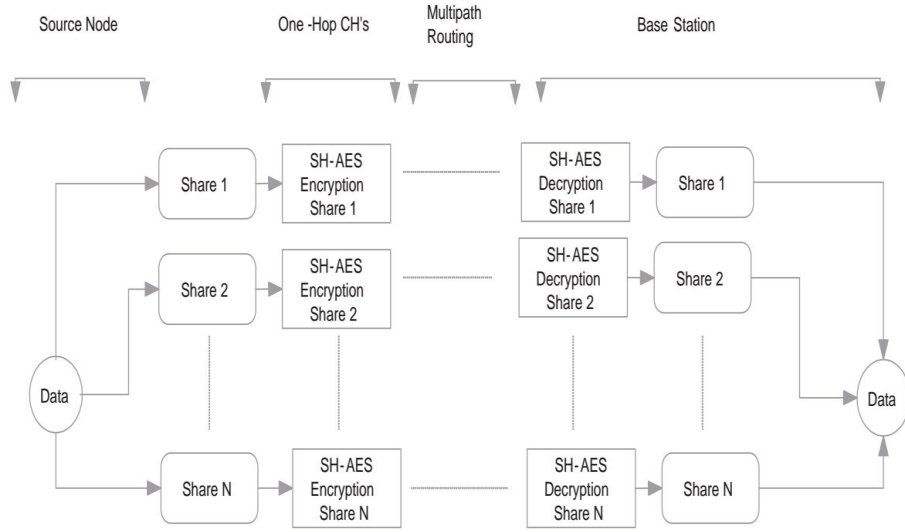 Source Node
One -Hop CH's
Multipath
Routing
Base Station
Share 1
SH-AES
Encryption
Share 1
SH-AES
Decryption
Share 1
Share 1
Share 2
SH-AES
Encryption
Share 2
SH-AES
Decryption
Share 2
Share 2
Data
Data
Share N
SH-AES
Encryption
Share N
SH-AES
Decryption
Share N
Share N